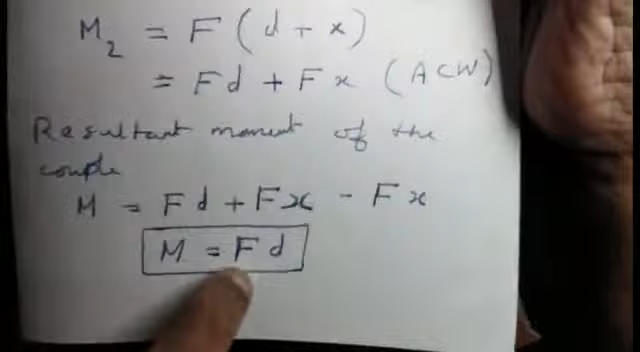 M₂ = F (d + x)
= Fd + Fx (ACW)
Resultant moment of the
couple
M = Fd + Fx - Fx
M = Fd